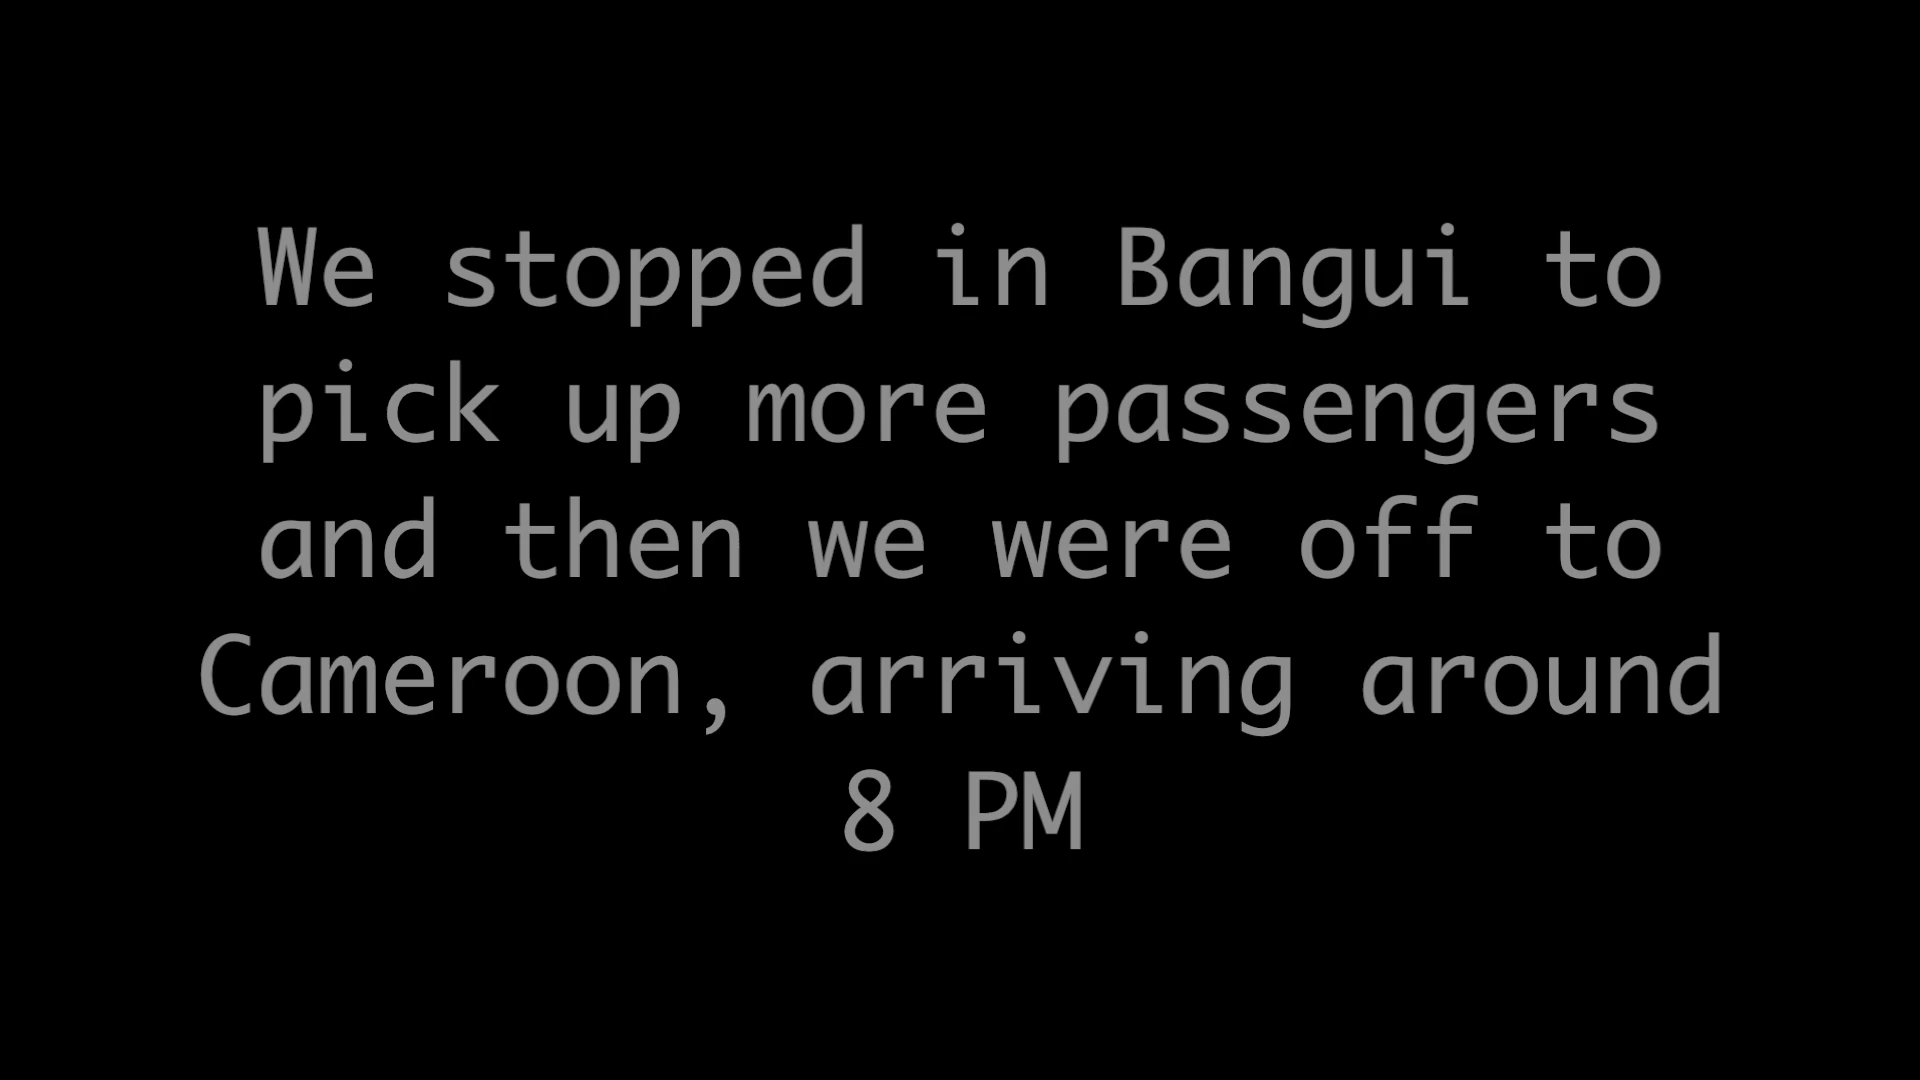 We stopped in Bangui to
pick up more passengers
and then we were off to
Cameroon, arriving around
8 PM